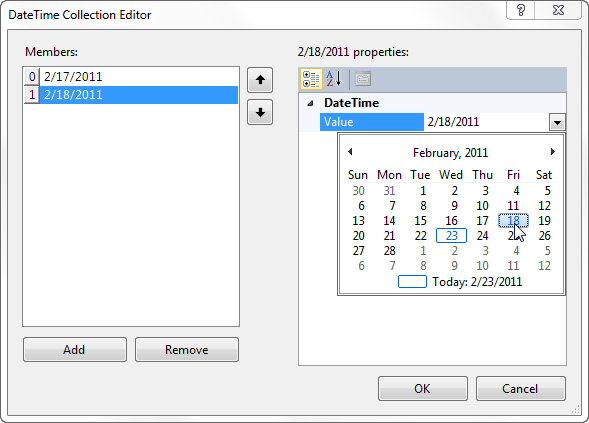 DateTime Collection Editor
Members:
0 2/17/2011
1 2/18/2011
Add Remove
2/18/2011 properties:
DateTime
Value 2/18/2011
February, 2011
Sun Mon Tue Wed Thu Fri Sat
30 31 1 2 3 4 5
6 7 8 9 10 11 12
13 14 15 16 17 18 19
20 21 22 23 24 26
27 28 1 2 3 4 5
6 7 8 9 10 11 12
Today: 2/23/2011
OK Cancel